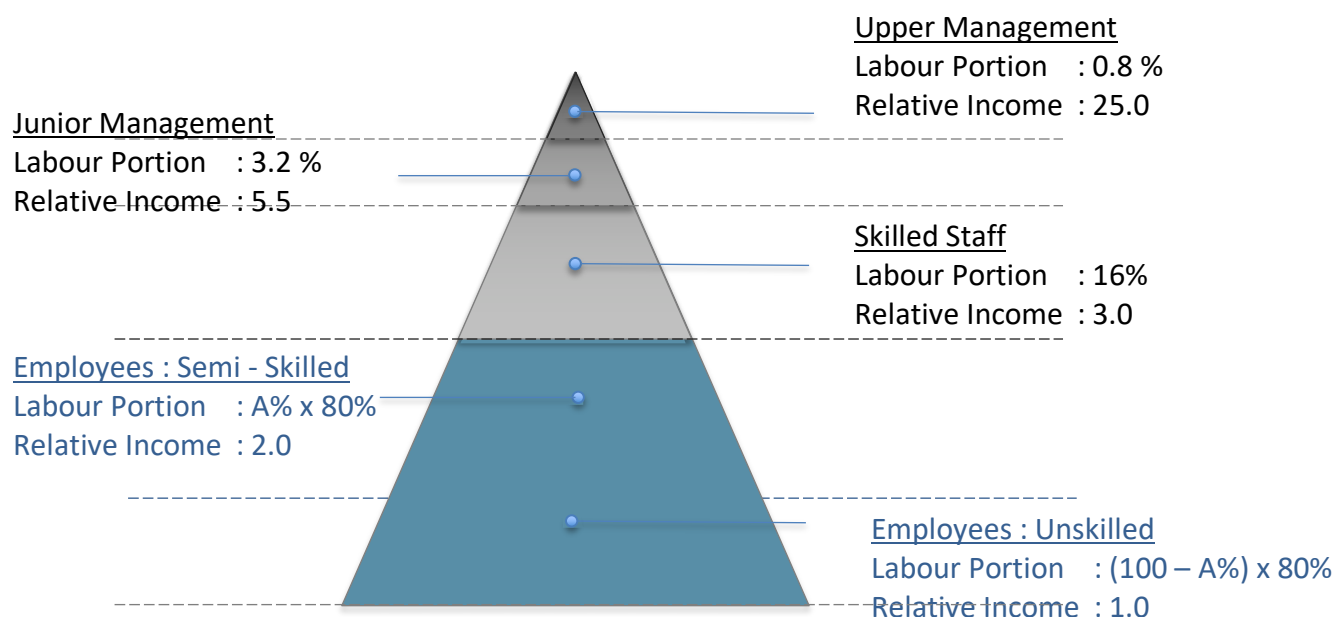 Upper Management
Labour Portion : 0.8 %
Relative Income : 25.0
Junior Management
Labour Portion : 3.2 %
Relative Income : 5.5
Skilled Staff
Labour Portion : 16%
Relative Income : 3.0
Employees : Semi - Skilled
Labour Portion : A% x 80%
Relative Income : 2.0
Employees : Unskilled
Labour Portion : (100 – A%) x 80%
Relative Income : 1.0